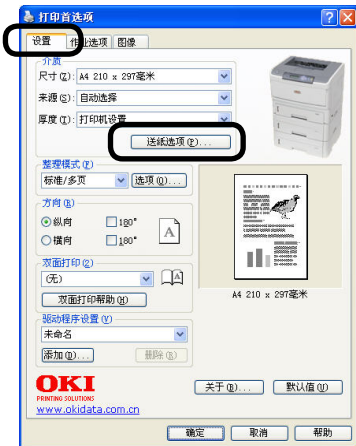 打印首选项
设置 作业选项 图像
介质
尺寸(Z): A4 210 x 297毫米
来源(S): 自动选择
厚度(T): 打印机设置
送纸选项(P)...
整理模式(F)
标准/多页 选项(O)...
方向(R)
纵向 180°
横向 180°
A
双面打印(2)
(无) A
双面打印帮助(H)
A4 210 x 297毫米
驱动程序设置(V)
未命名
添加(D)... 删除(E)
OKI
PRINTING SOLUTIONS
www.okidata.com.cn
关于(B)... 默认值(U)
确定 取消 帮助